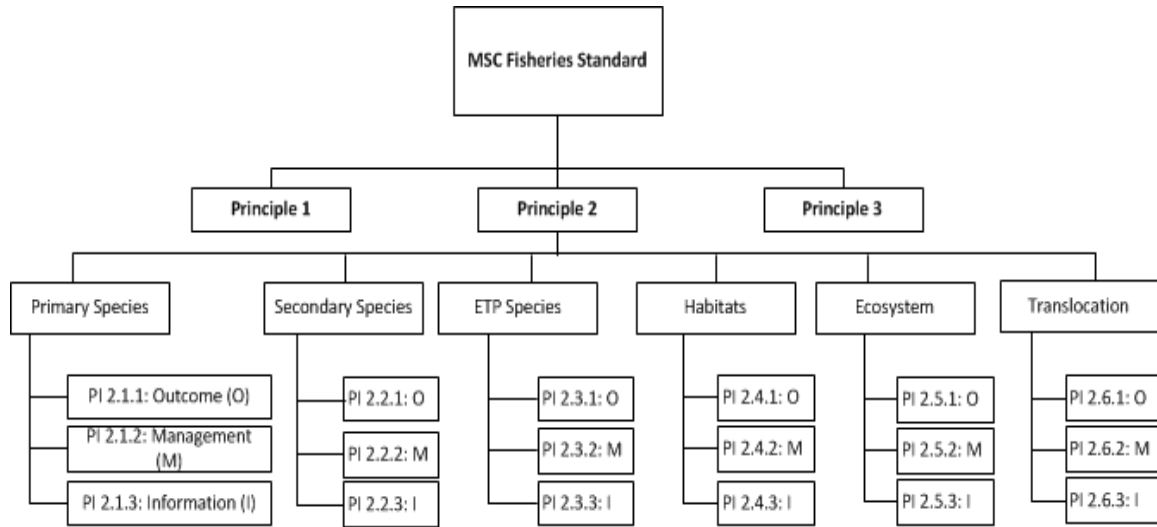 MSC Fisheries Standard
Principle 1
Principle 2
Principle 3
Primary Species
Secondary Species
ETP Species
Habitats
Ecosystem
Translocation
PI 2.1.1: Outcome (O)
PI 2.1.2: Management
(M)
PI 2.1.3: Information (I)
PI 2.2.1: O
PI 2.2.2: M
PI 2.2.3: I
PI 2.3.1: O
PI 2.3.2: M
PI 2.3.3: I
PI 2.4.1: O
PI 2.4.2: M
PI 2.4.3: I
PI 2.5.1: O
PI 2.5.2: M
PI 2.5.3: I
PI 2.6.1: O
PI 2.6.2: M
PI 2.6.3: I